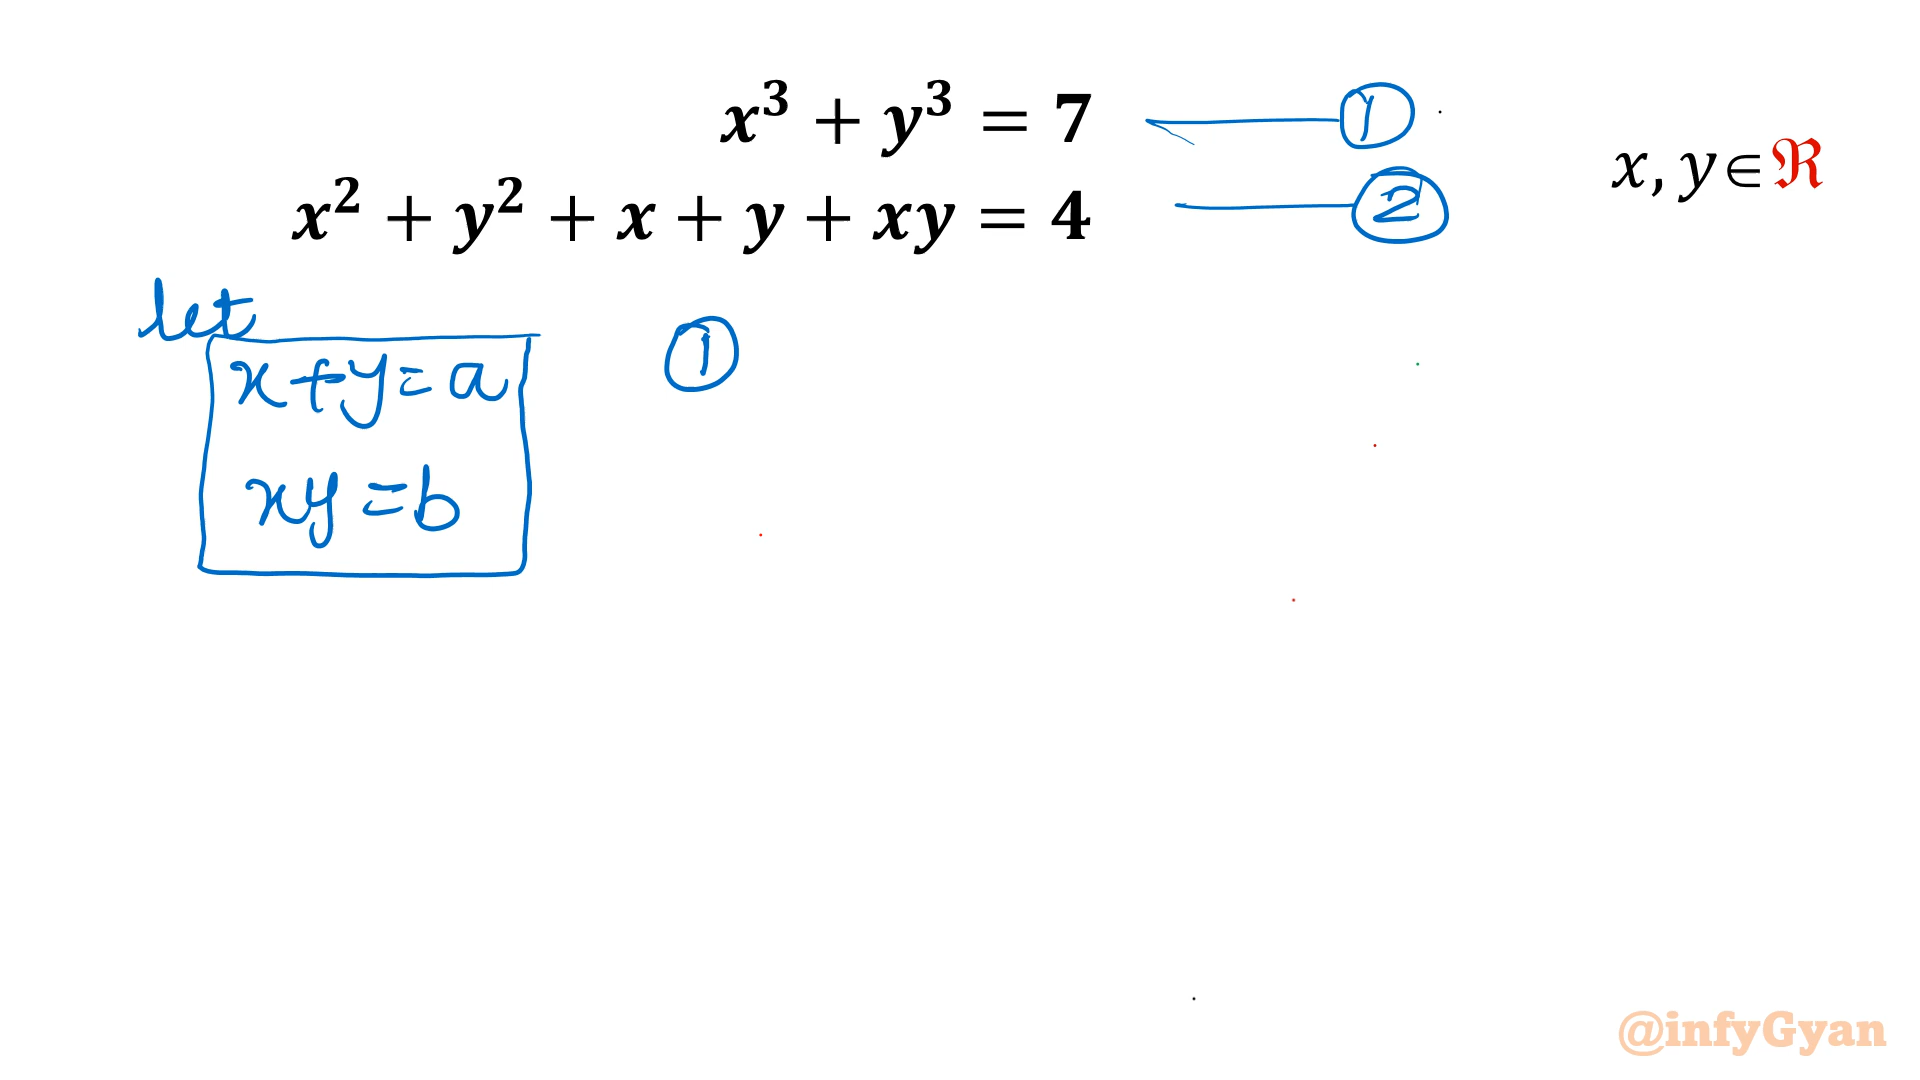 x³ + y³ = 7 ①
x² + y² + x + y + xy = 4 ②
x, y ∈ ℜ
let
x + y = a
xy = b
①
@infyGyan